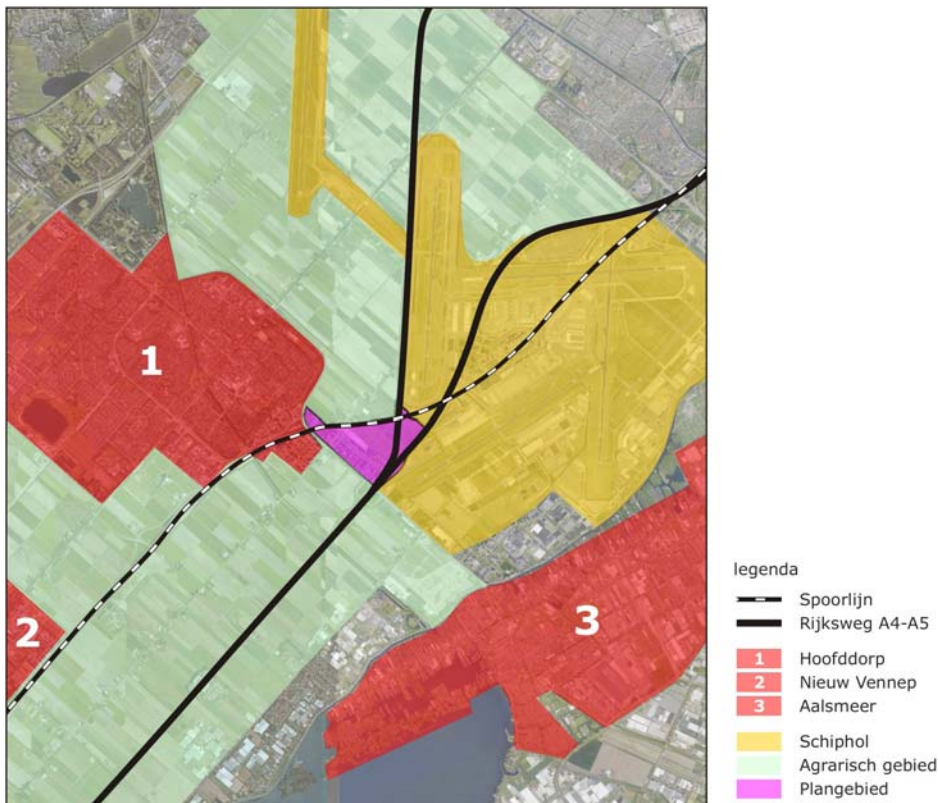 1
2
3
legenda
Spoorlijn
Rijksweg A4-A5
1 Hoofddorp
2 Nieuw Vennep
3 Aalsmeer
Schiphol
Agrarisch gebied
Plangebied